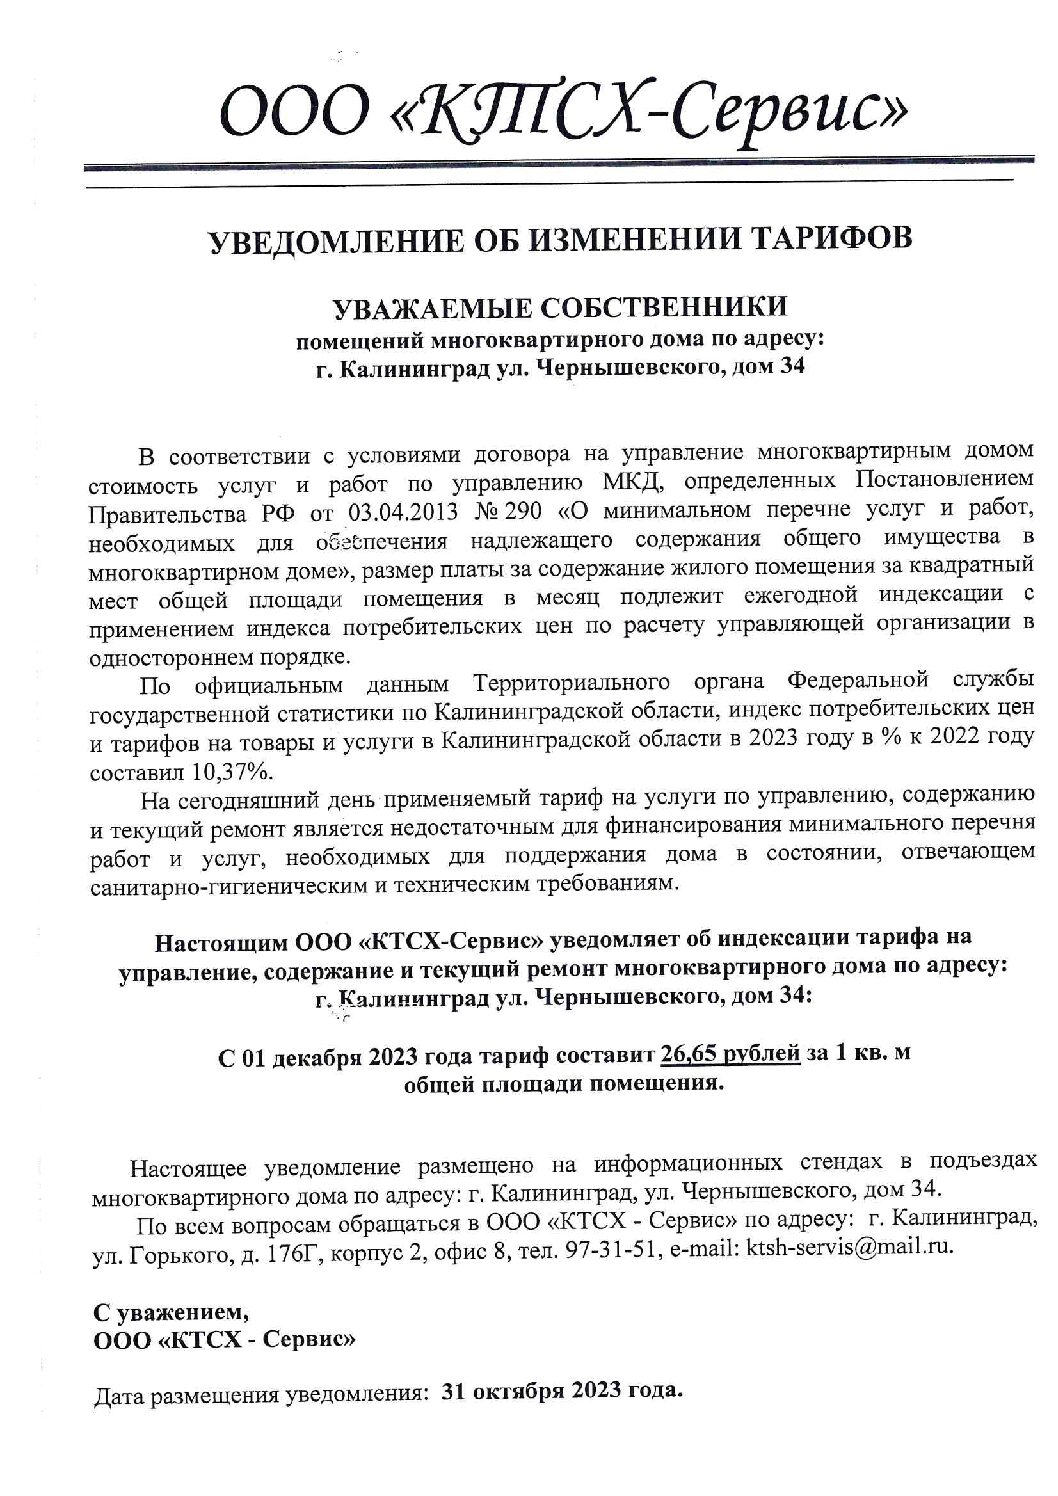 ООО «КТСХ-Сервис»
УВЕДОМЛЕНИЕ ОБ ИЗМЕНЕНИИ ТАРИФОВ
УВАЖАЕМЫЕ СОБСТВЕННИКИ
помещений многоквартирного дома по адресу:
г. Калининград ул. Чернышевского, дом 34
В соответствии с условиями договора на управление многоквартирным домом
стоимость услуг и работ по управлению МКД, определенных Постановлением
Правительства РФ от 03.04.2013 № 290 «О минимальном перечне услуг и работ,
необходимых для обеспечения надлежащего содержания общего имущества в
многоквартирном доме», размер платы за содержание жилого помещения за квадратный
мест общей площади помещения в месяц подлежит ежегодной индексации с
применением индекса потребительских цен по расчету управляющей организации в
одностороннем порядке.
По официальным данным Территориального органа Федеральной службы
государственной статистики по Калининградской области, индекс потребительских цен
и тарифов на товары и услуги в Калининградской области в 2023 году в % к 2022 году
составил 10,37%.
На сегодняшний день применяемый тариф на услуги по управлению, содержанию
и текущий ремонт является недостаточным для финансирования минимального перечня
работ и услуг, необходимых для поддержания дома в состоянии, отвечающем
санитарно-гигиеническим и техническим требованиям.
Настоящим ООО «КТСХ-Сервис» уведомляет об индексации тарифа на
управление, содержание и текущий ремонт многоквартирного дома по адресу:
г. Калининград ул. Чернышевского, дом 34:
С 01 декабря 2023 года тариф составит 26,65 рублей за 1 кв. м
общей площади помещения.
Настоящее уведомление размещено на информационных стендах в подъездах
многоквартирного дома по адресу: г. Калининград, ул. Чернышевского, дом 34.
По всем вопросам обращаться в ООО «КТСХ - Сервис» по адресу: г. Калининград,
ул. Горького, д. 176Г, корпус 2, офис 8, тел. 97-31-51, e-mail: ktsh-servis@mail.ru.
С уважением,
ООО «КТСХ - Сервис»
Дата размещения уведомления: 31 октября 2023 года.